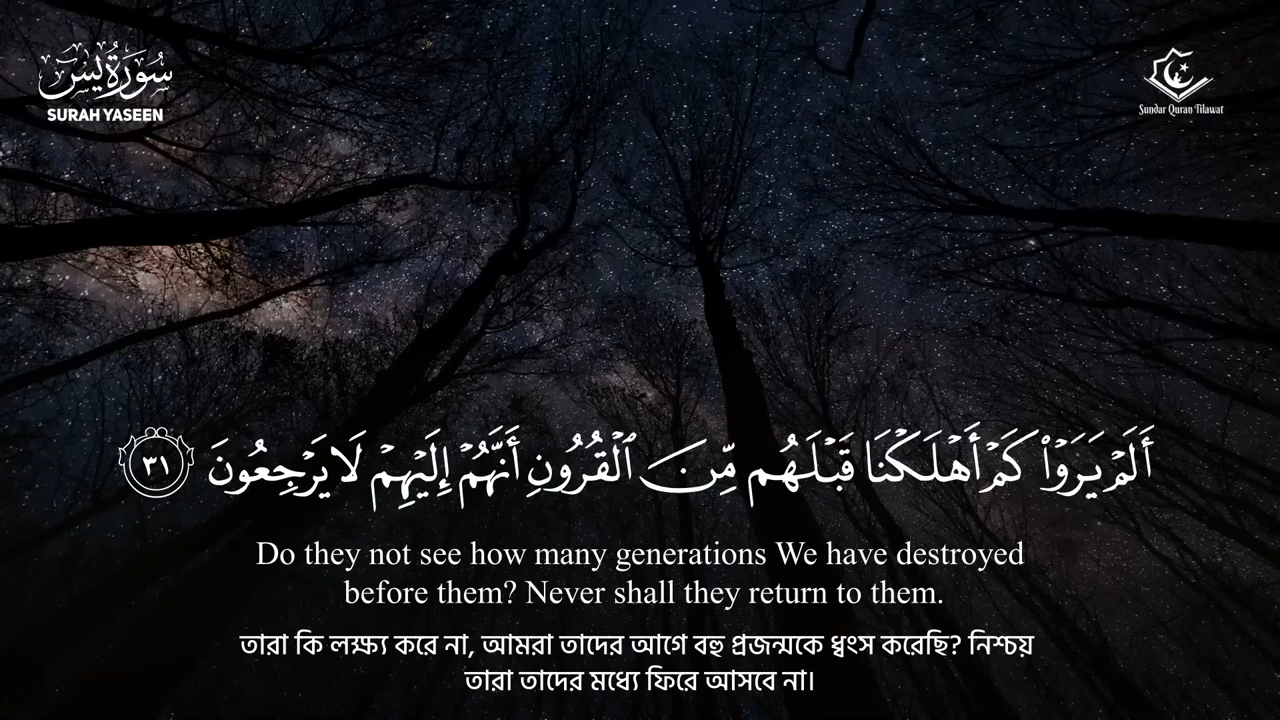 سُورَةُ يٰسٓ
SURAH YASEEN
Sundar Quran Tilawat
أَلَمْ يَرَوْا۟ كَمْ أَهْلَكْنَا قَبْلَهُم مِّنَ ٱلْقُرُونِ أَنَّهُمْ إِلَيْهِمْ لَا يَرْجِعُونَ ٣١
Do they not see how many generations We have destroyed
before them? Never shall they return to them.
তারা কি লক্ষ্য করে না, আমরা তাদের আগে বহু প্রজন্মকে ধ্বংস করেছি? নিশ্চয়
তারা তাদের মধ্যে ফিরে আসবে না।